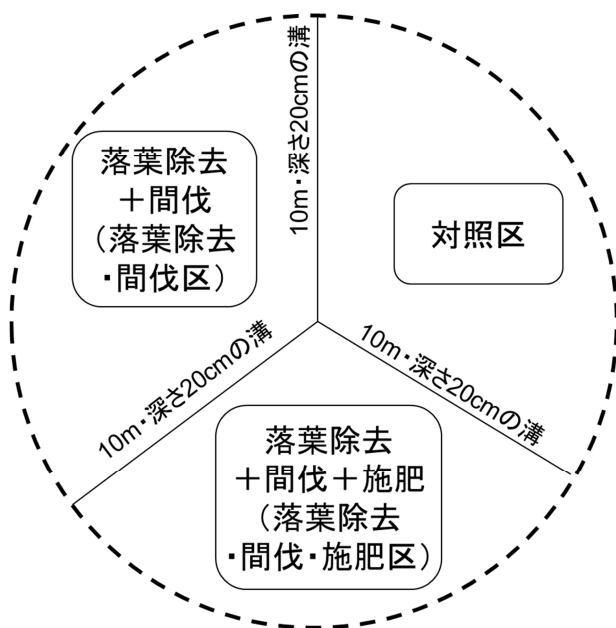 10m・深さ20cmの溝
落葉除去
＋間伐
（落葉除去
・間伐区）
対照区
10m・深さ20cmの溝
10m・深さ20cmの溝
落葉除去
＋間伐＋施肥
（落葉除去
・間伐・施肥区）